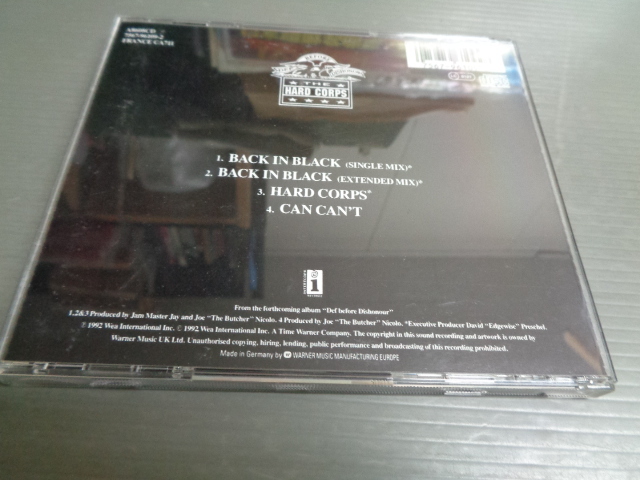 A8608CD
FRANCE CA711
THE
HARD CORPS
1. BACK IN BLACK (SINGLE MIX)*
2. BACK IN BLACK (EXTENDED MIX)*
3. HARD CORPS*
4. CAN CAN'T
From the forthcoming album "Def before Dishonour"
1,2&3 Produced by Jam Master Jay and Joe "The Butcher" Nicolo. 4 Produced by Joe "The Butcher" Nicolo. *Executive Producer David "Edgewise" Preschel.
℗ 1992 Wea International Inc. © 1992 Wea International Inc. A Time Warner Company. The copyright in this sound recording and artwork is owned by
Warner Music UK Ltd. Unauthorised copying, hiring, lending, public performance and broadcasting of this recording prohibited.
Made in Germany by WARNER MUSIC MANUFACTURING EUROPE